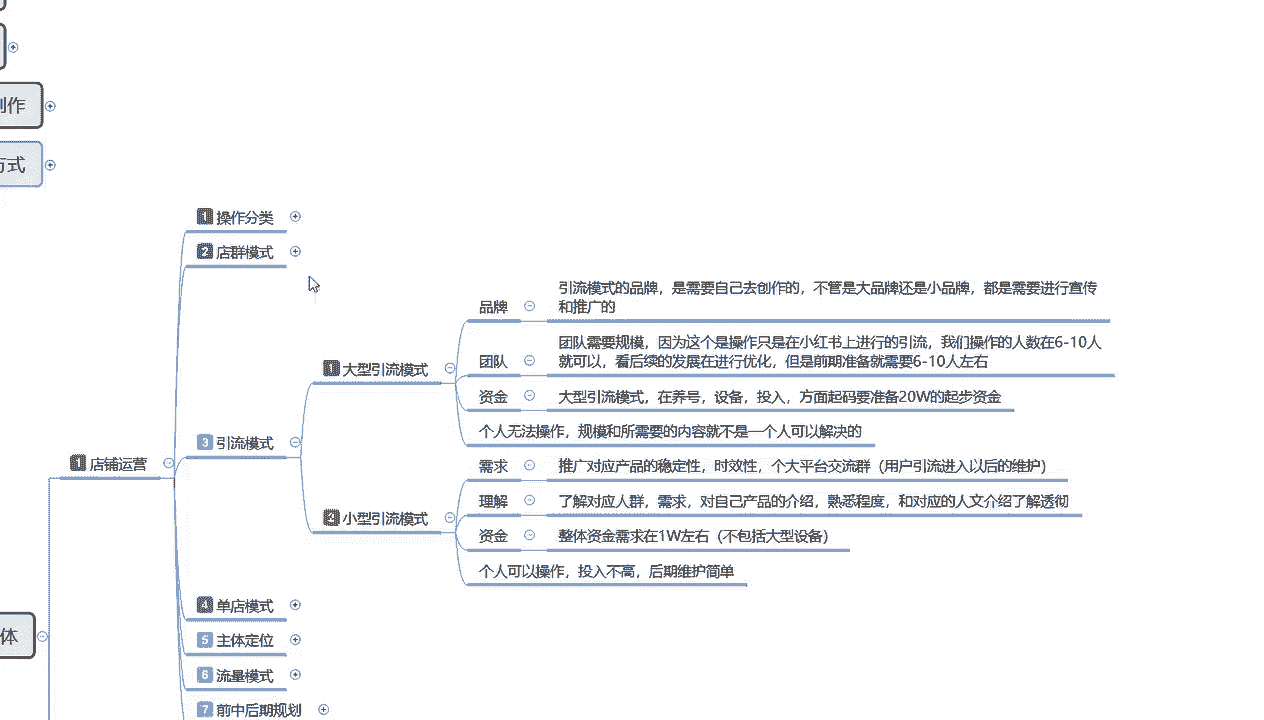 创作
方式
1 操作分类
2 店群模式
引流模式的品牌，是需要自己去创作的，不管是大品牌还是小品牌，都是需要进行宣传
品牌
和推广的
团队需要规模，因为这个是操作只是在小红书上进行的引流，我们操作的人数在6-10人
团队
就可以，看后续的发展在进行优化，但是前期准备就需要6-10人左右
1 大型引流模式
资金
大型引流模式，在养号，设备，投入，方面起码要准备20W的起步资金
个人无法操作，规模和所需要的内容就不是一个人可以解决的
3 引流模式
1 店铺运营
需求
推广对应产品的稳定性，时效性，个大平台交流群（用户引流进入以后的维护）
理解
了解对应人群，需求，对自己产品的介绍，熟悉程度，和对应的人文介绍了解透彻
2 小型引流模式
资金
整体资金需求在1W左右（不包括大型设备）
个人可以操作，投入不高，后期维护简单
4 单店模式
体
5 主体定位
6 流量模式
7 前中后期规划